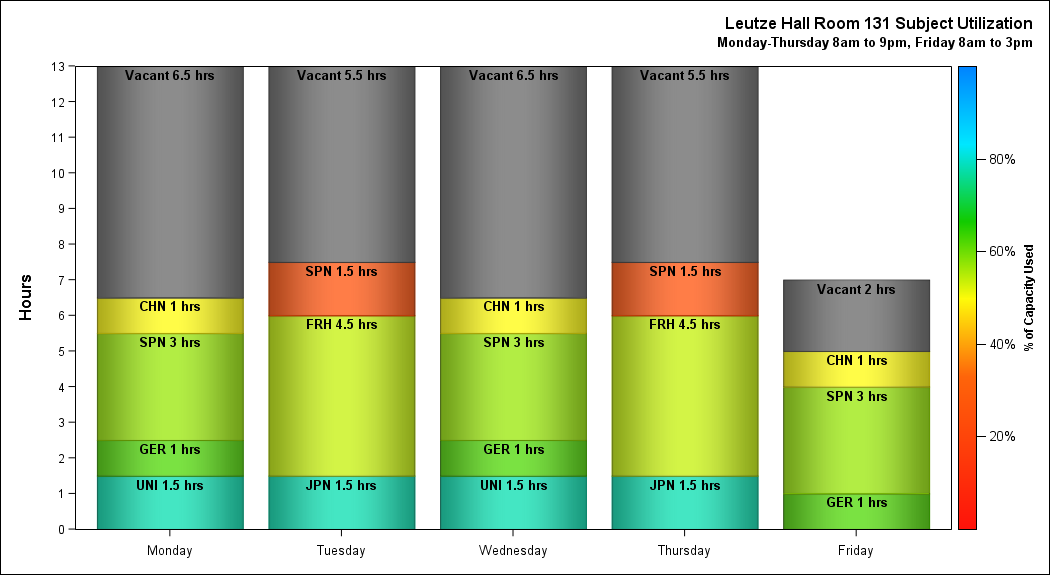 Leutze Hall Room 131 Subject Utilization
Monday-Thursday 8am to 9pm, Friday 8am to 3pm
Hours
13
12
11
10
9
8
7
6
5
4
3
2
1
0
Vacant 6.5 hrs
CHN 1 hrs
SPN 3 hrs
GER 1 hrs
UNI 1.5 hrs
Vacant 5.5 hrs
SPN 1.5 hrs
FRH 4.5 hrs
JPN 1.5 hrs
Vacant 6.5 hrs
CHN 1 hrs
SPN 3 hrs
GER 1 hrs
UNI 1.5 hrs
Vacant 5.5 hrs
SPN 1.5 hrs
FRH 4.5 hrs
JPN 1.5 hrs
Vacant 2 hrs
CHN 1 hrs
SPN 3 hrs
GER 1 hrs
Monday
Tuesday
Wednesday
Thursday
Friday
80%
60%
40%
20%
% of Capacity Used